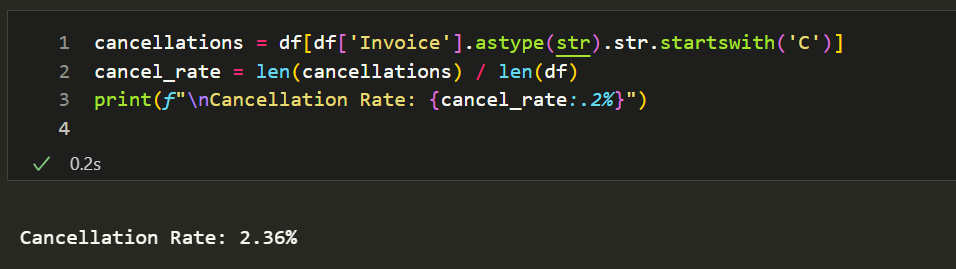 1 cancellations = df[df['Invoice'].astype(str).str.startswith('C')]
2 cancel_rate = len(cancellations) / len(df)
3 print(f"\nCancellation Rate: {cancel_rate:.2%}")
4
0.2s
Cancellation Rate: 2.36%